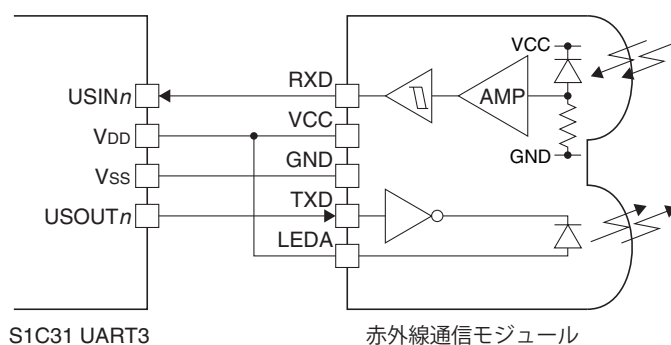 USINn
VDD
VSS
USOUTn
RXD
VCC
GND
TXD
LEDA
AMP
VCC
GND
S1C31 UART3
赤外線通信モジュール